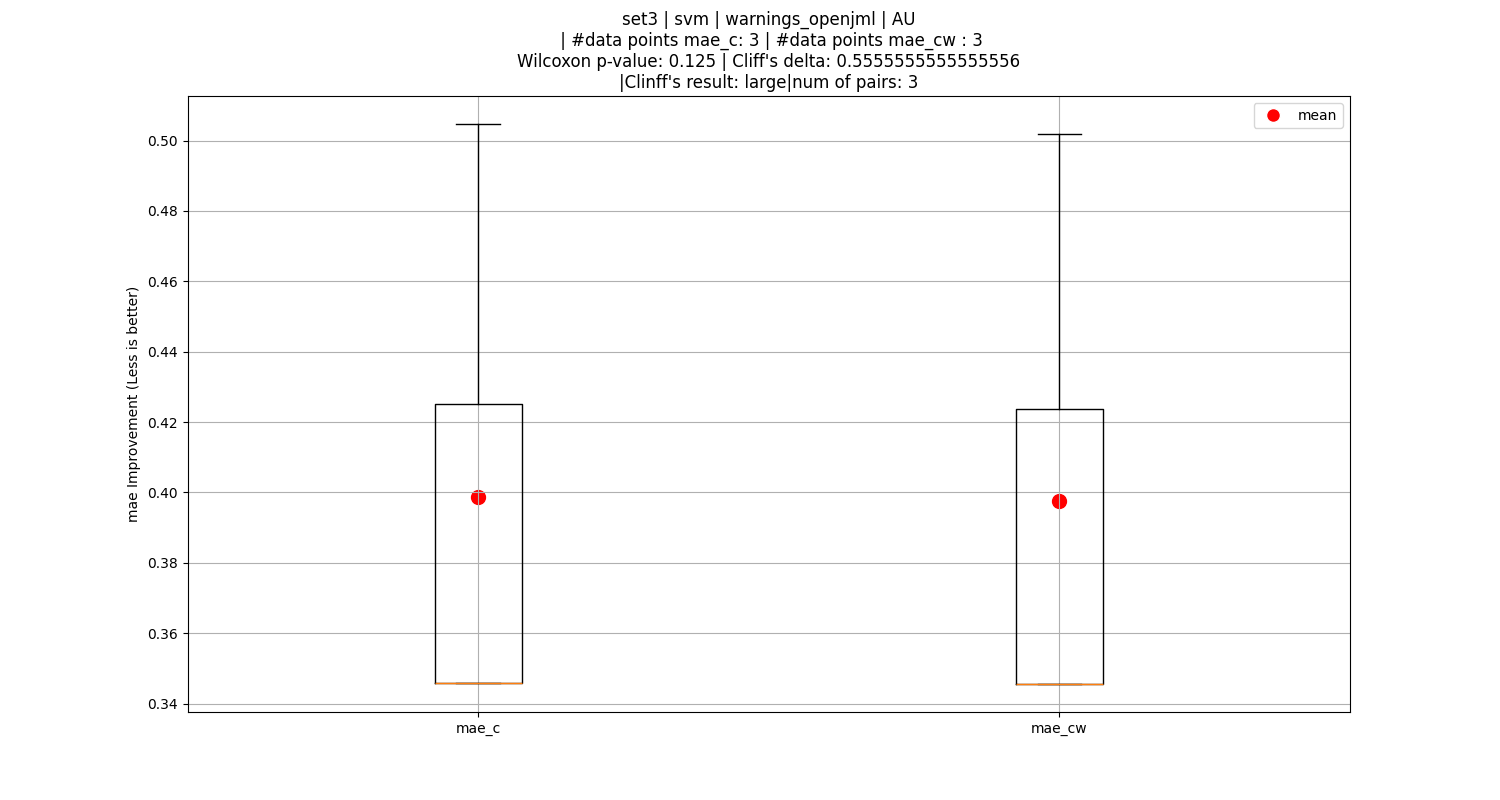 set3 | svm | warnings_openjml | AU
| #data points mae_c: 3 | #data points mae_cw : 3
Wilcoxon p-value: 0.125 | Cliff's delta: 0.5555555555555556
|Clinff's result: large|num of pairs: 3
mean
mae Improvement (Less is better)
0.50
0.48
0.46
0.44
0.42
0.40
0.38
0.36
0.34
mae_c
mae_cw